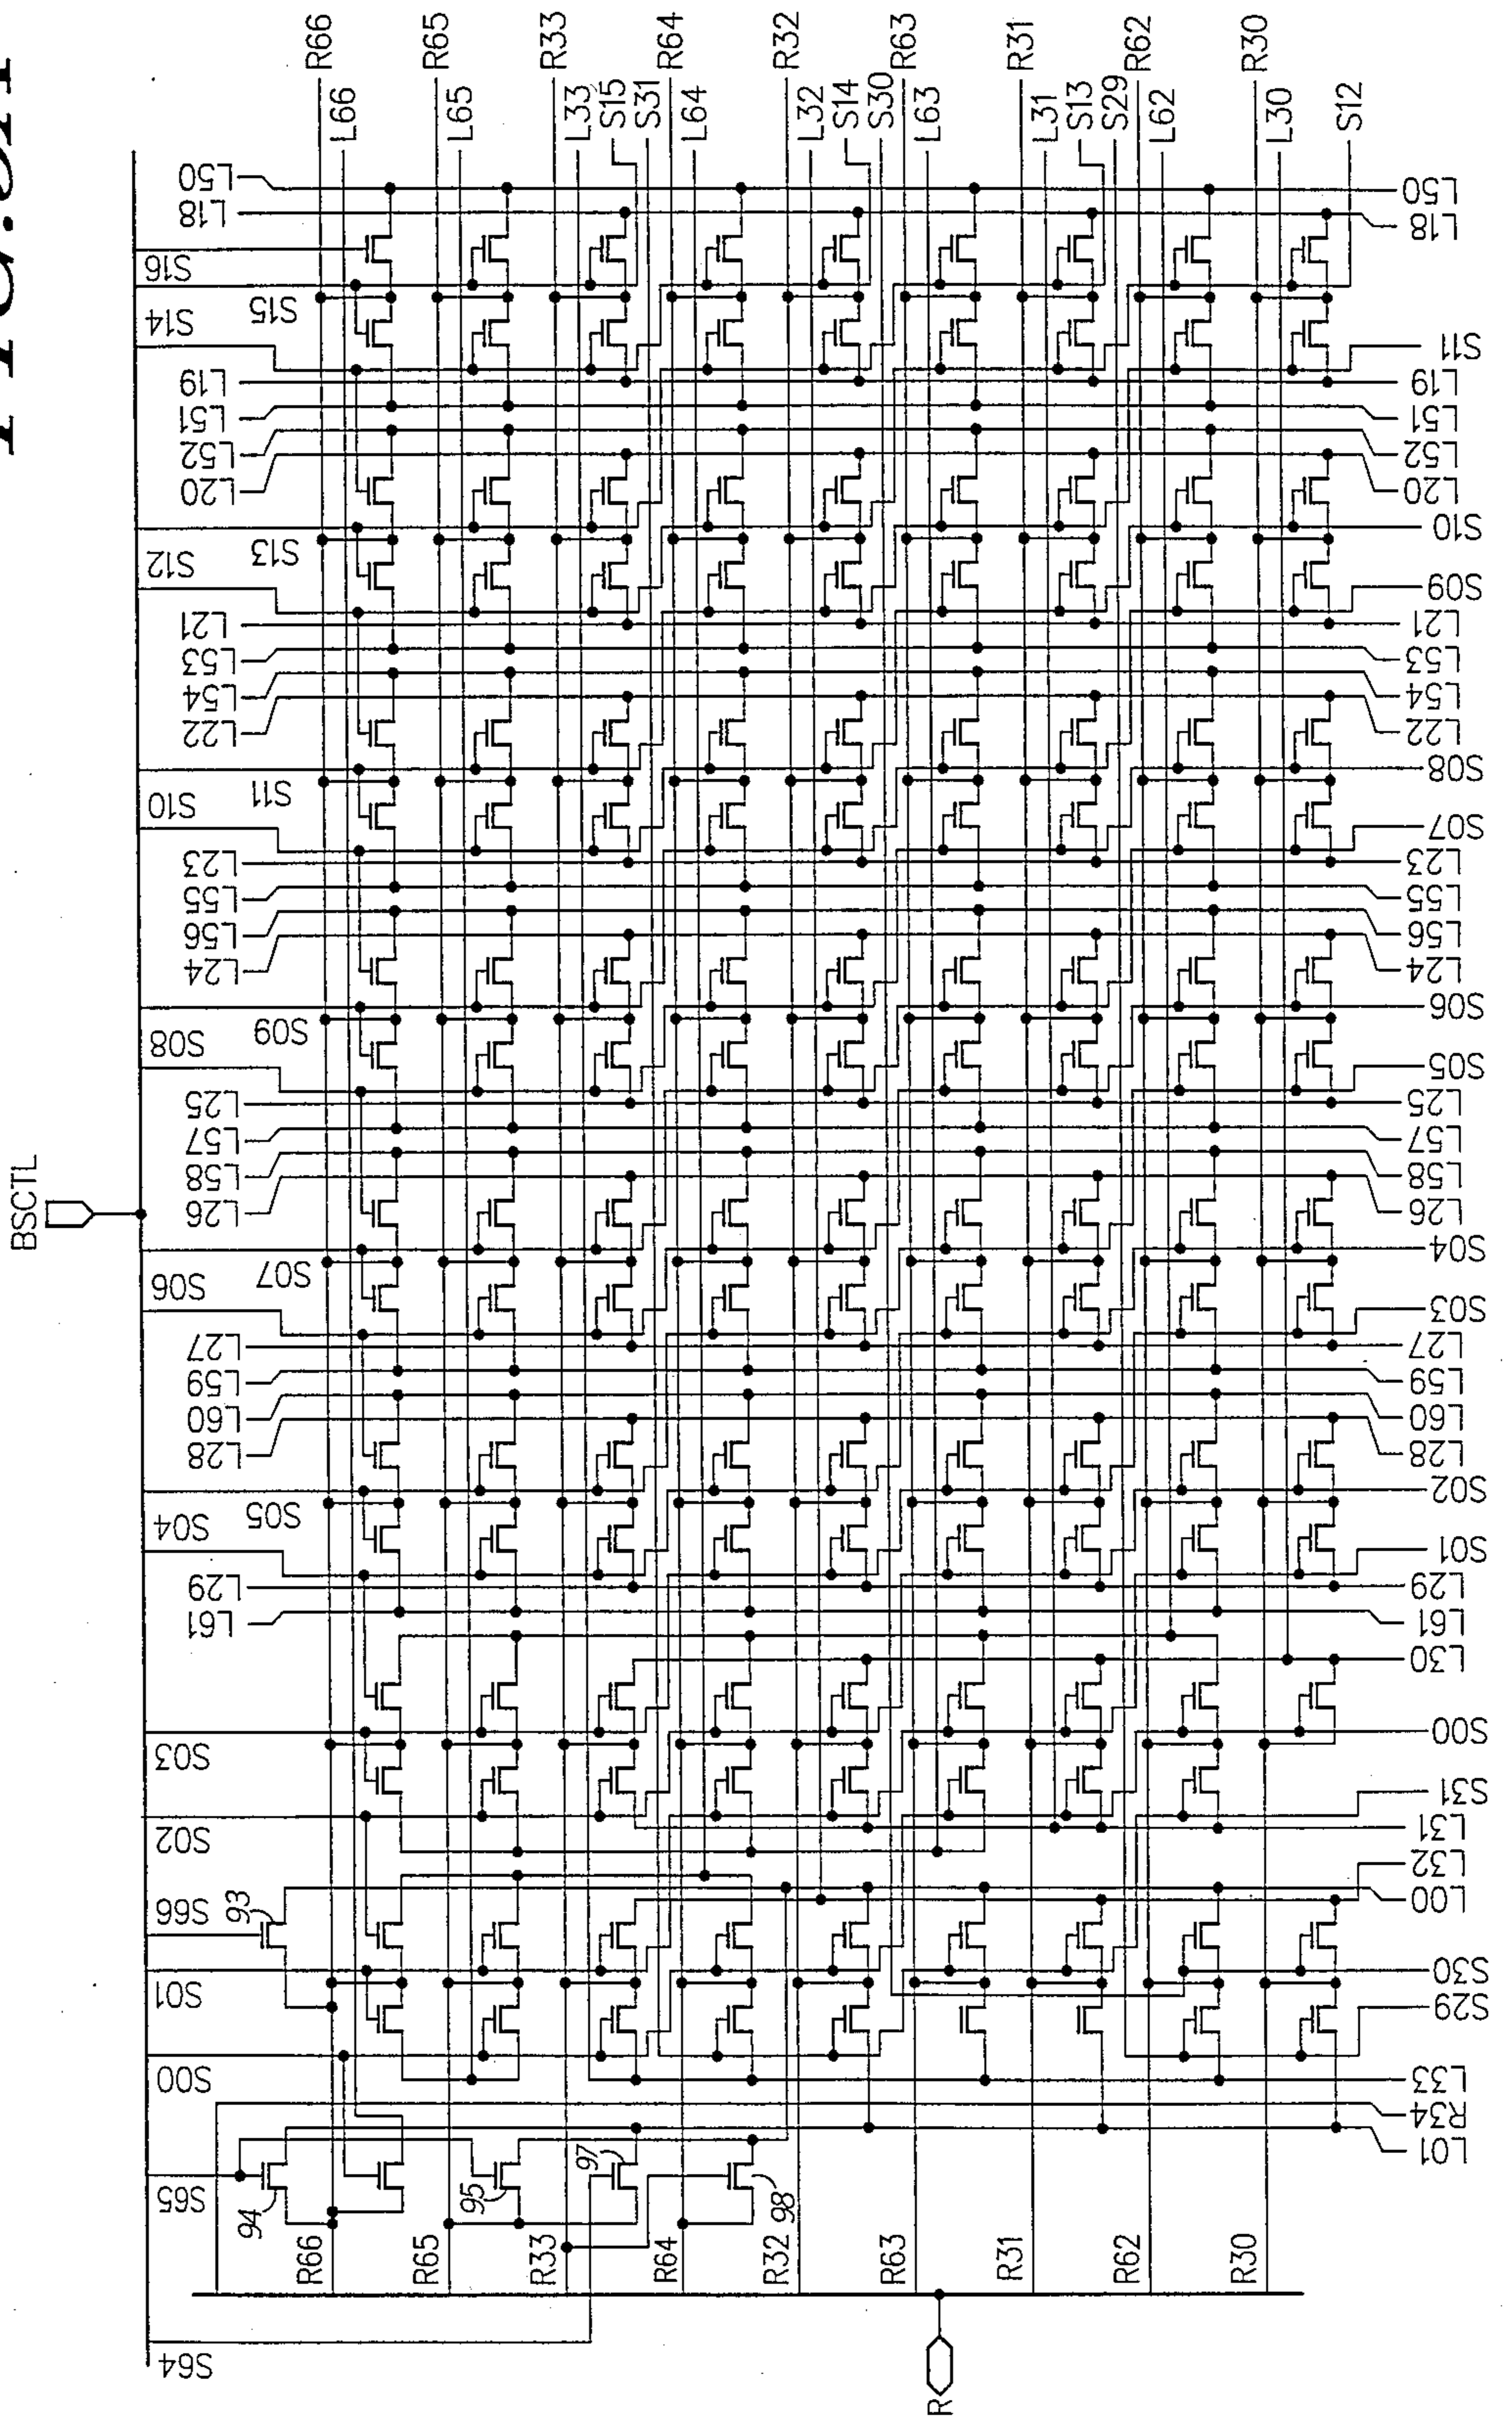 R66
L66
R65
L65
R33
L33
S15
S31
R64
L64
R32
L32
S14
S30
R63
L63
R31
L31
S13
S29
R62
L62
R30
L30
S12
BSCTL
L50
L18
S16
S15
S14
L19
L51
L52
L20
S13
S12
L21
L53
L54
L22
S11
S10
L23
L55
L56
L24
S09
S08
L25
L57
L58
L26
S07
S06
L27
L59
L60
L28
S05
S04
L29
L61
S03
S02
S66
93
S01
S00
S65
94
95
97
98
S64
L50
L18
S11
L19
L51
L52
L20
S10
S09
L21
L53
L54
L22
S08
S07
L23
L55
L56
L24
S06
S05
L25
L57
L58
L26
S04
S03
L27
L59
L60
L28
S02
S01
L29
L61
L30
S00
S31
L31
L32
L00
S30
S29
L33
R34
L01
R66
R65
R33
R64
R32
R63
R31
R62
R30
R